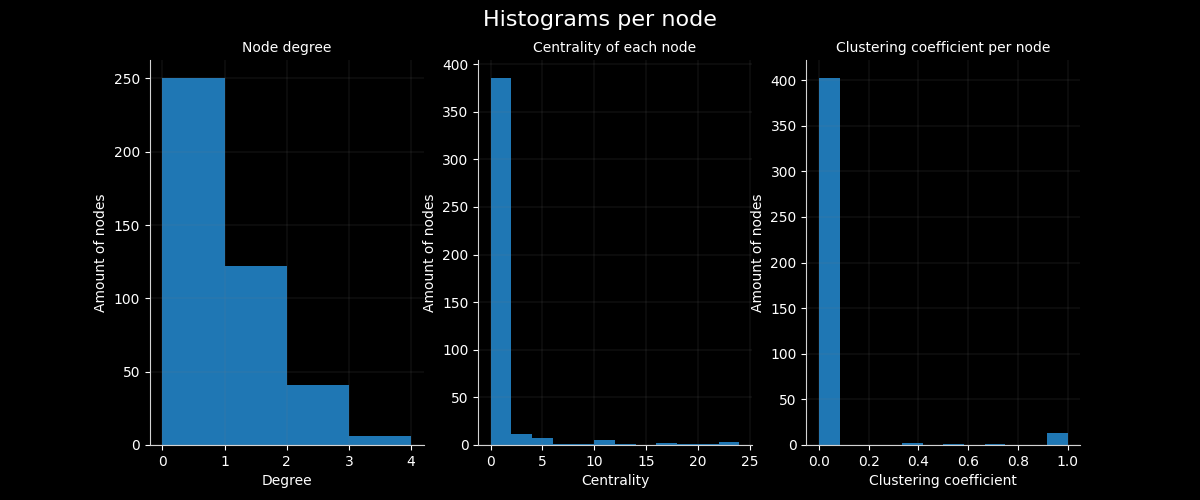 Histograms per node
Node degree
Amount of nodes
250
200
150
100
50
0
0 1 2 3 4
Degree
Centrality of each node
Amount of nodes
400
350
300
250
200
150
100
50
0
0 5 10 15 20 25
Centrality
Clustering coefficient per node
Amount of nodes
400
350
300
250
200
150
100
50
0
0.0 0.2 0.4 0.6 0.8 1.0
Clustering coefficient